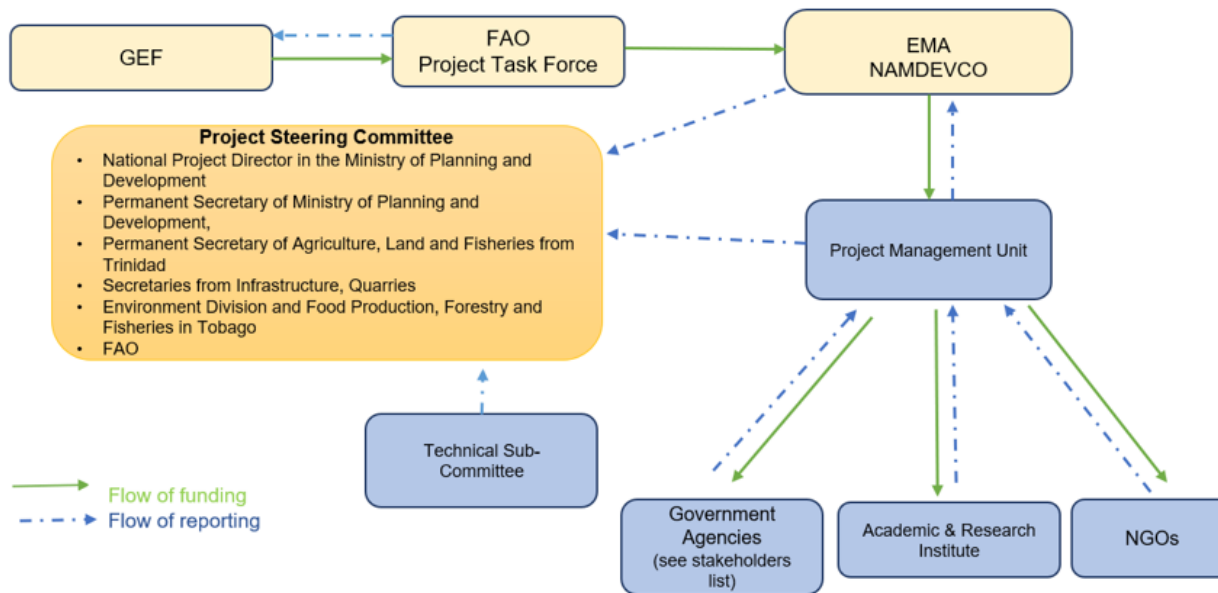 GEF
FAO
Project Task Force
EMA
NAMDEVCO
Project Steering Committee
• National Project Director in the Ministry of Planning and
Development
• Permanent Secretary of Ministry of Planning and
Development,
• Permanent Secretary of Agriculture, Land and Fisheries from
Trinidad
• Secretaries from Infrastructure, Quarries
• Environment Division and Food Production, Forestry and
Fisheries in Tobago
• FAO
Project Management Unit
Technical Sub-
Committee
Flow of funding
Flow of reporting
Government
Agencies
(see stakeholders
list)
Academic & Research
Institute
NGOs